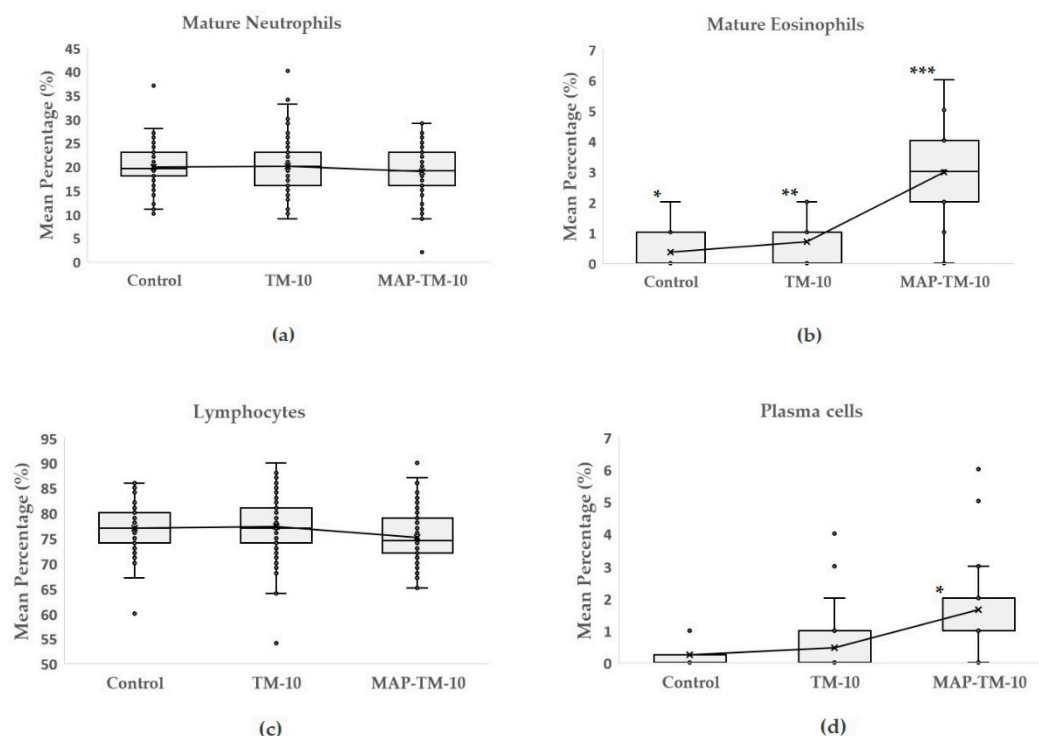 Mature Neutrophils
Mean Percentage (%)
45
40
35
30
25
20
15
10
5
0
Control TM-10 MAP-TM-10
(a)
Mature Eosinophils
Mean Percentage (%)
7
6
5
4
3
2
1
0
*
**
***
Control TM-10 MAP-TM-10
(b)
Lymphocytes
Mean Percentage (%)
95
90
85
80
75
70
65
60
55
50
Control TM-10 MAP-TM-10
(c)
Plasma cells
Mean Percentage (%)
7
6
5
4
3
2
1
0
*
Control TM-10 MAP-TM-10
(d)